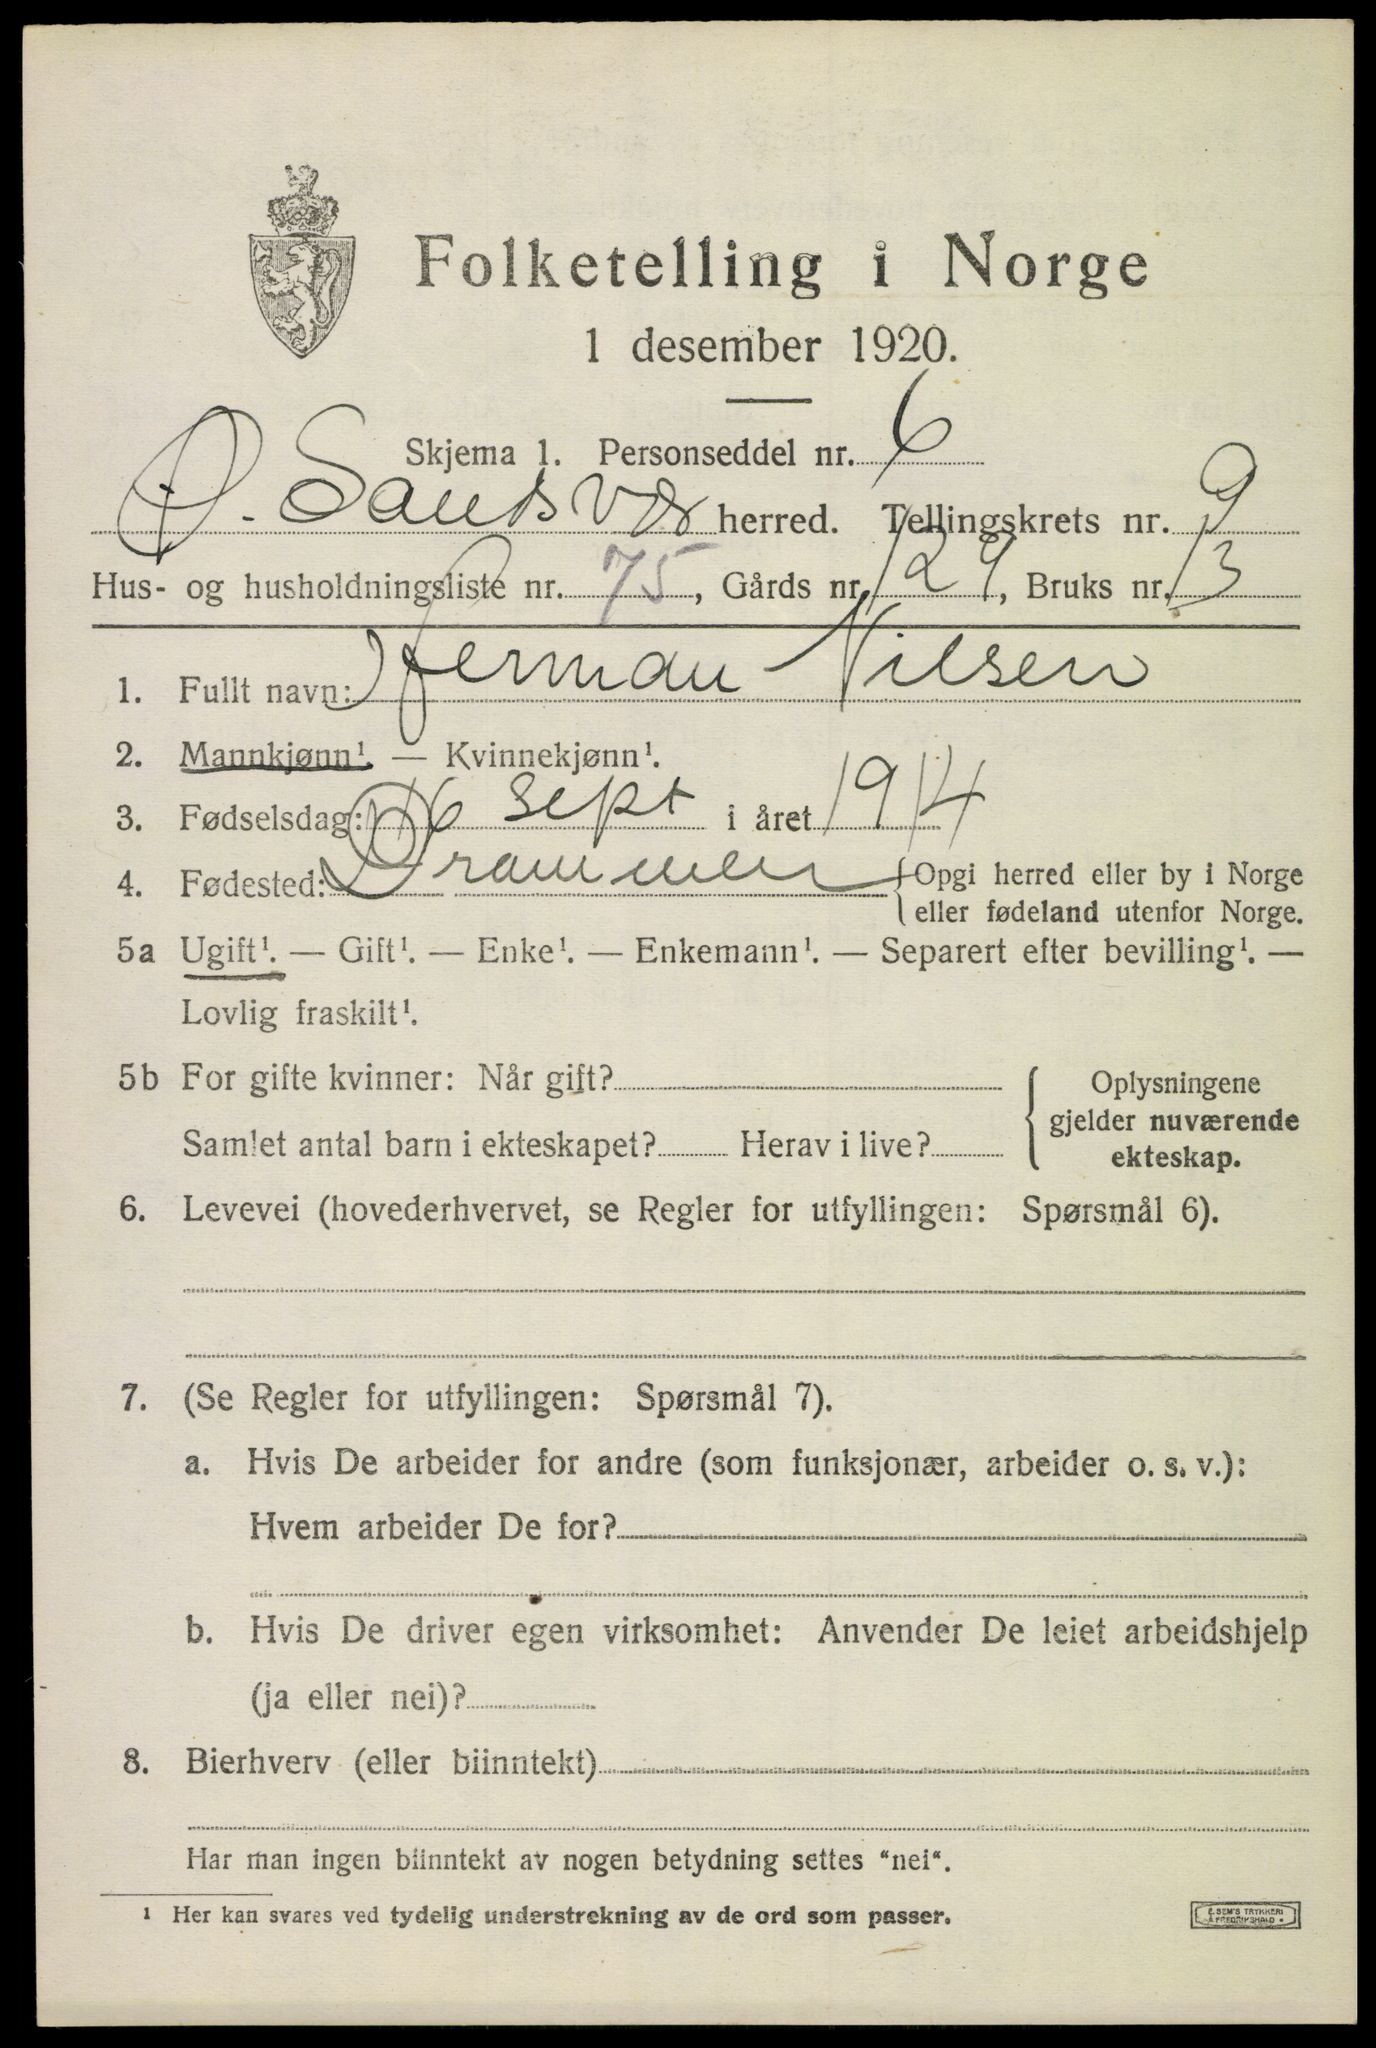 Folketelling i Norge
1 desember 1920.
Skjema 1. Personseddel nr. 6
Ø. Sandsvær herred. Tellingskrets nr. 9
Hus- og husholdningsliste nr. 75, Gårds nr. 129, Bruks nr. 13
1. Fullt navn: Herman Nilsen
2. Mannkjønn¹. — Kvinnekjønn¹.
3. Fødselsdag: 16 sept i året 1914
4. Fødested: Drammen {Opgi herred eller by i Norge
eller fødeland utenfor Norge.
5a Ugift¹. — Gift¹. — Enke¹. — Enkemann¹. — Separert efter bevilling¹. —
Lovlig fraskilt¹.
5b For gifte kvinner: Når gift?
Samlet antal barn i ekteskapet? Herav i live?
Oplysningene
gjelder nuværende
ekteskap.
6. Levevei (hovederhvervet, se Regler for utfyllingen: Spørsmål 6).
7. (Se Regler for utfyllingen: Spørsmål 7).
a. Hvis De arbeider for andre (som funksjonær, arbeider o. s. v.):
Hvem arbeider De for?
b. Hvis De driver egen virksomhet: Anvender De leiet arbeidshjelp
(ja eller nei)?
8. Bierhverv (eller biinntekt)
Har man ingen biinntekt av nogen betydning settes "nei".
¹ Her kan svares ved tydelig understrekning av de ord som passer.
E. SEM'S TRYKKERI
FREDRIKSHALD